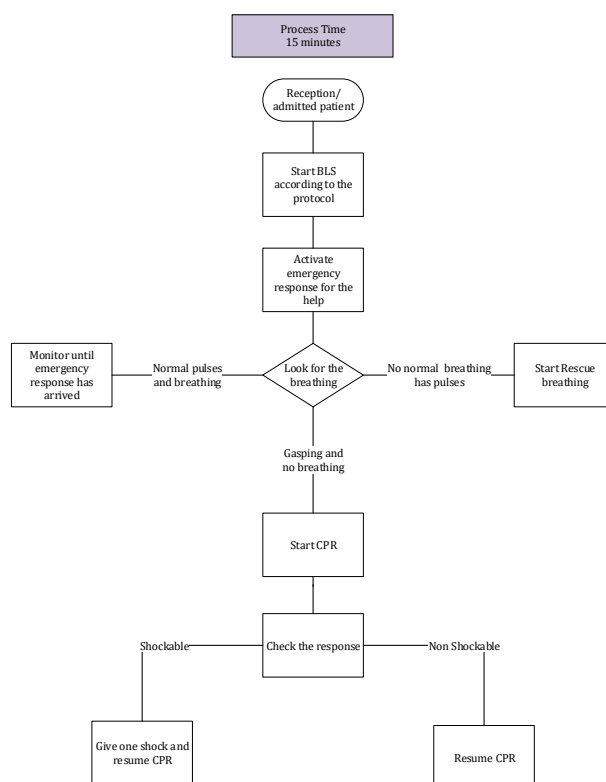 Process Time
15 minutes
Reception/
admitted patient
Start BLS
according to the
protocol
Activate
emergency
response for the
help
Monitor until
emergency
response has
arrived
Normal pulses
and breathing
Look for the
breathing
No normal breathing
has pulses
Start Rescue
breathing
Gasping and
no breathing
Start CPR
Shockable
Check the response
Non Shockable
Give one shock and
resume CPR
Resume CPR